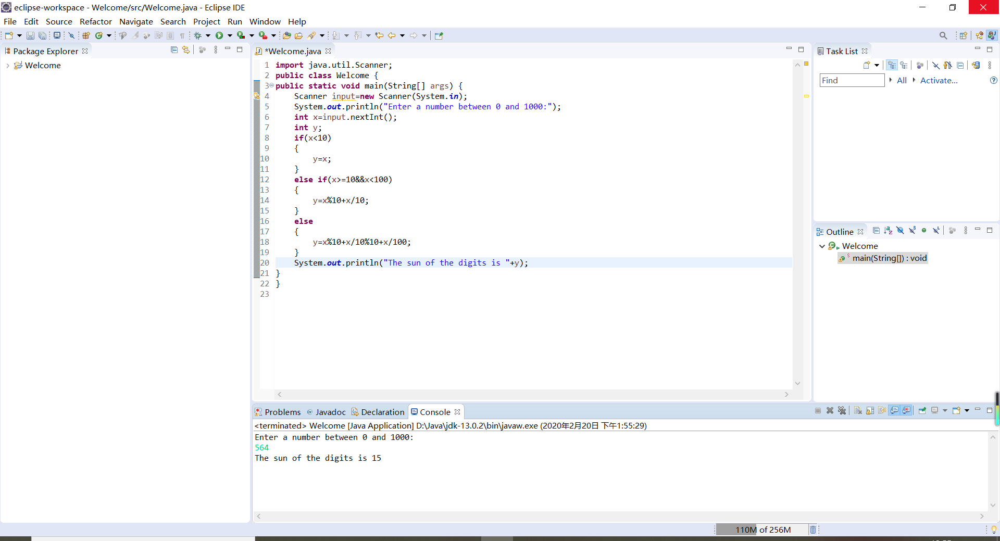 eclipse-workspace - Welcome/src/Welcome.java - Eclipse IDE
File Edit Source Refactor Navigate Search Project Run Window Help
Package Explorer
Welcome
*Welcome.java
1 import java.util.Scanner;
2 public class Welcome {
3 public static void main(String[] args) {
4 Scanner input=new Scanner(System.in);
5 System.out.println("Enter a number between 0 and 1000:");
6 int x=input.nextInt();
7 int y;
8 if(x<10)
9 {
10 y=x;
11 }
12 else if(x>=10&&x<100)
13 {
14 y=x%10+x/10;
15 }
16 else
17 {
18 y=x%10+x/10%10+x/100;
19 }
20 System.out.println("The sun of the digits is "+y);
21 }
22 }
23
Task List
Find All Activate...
Outline
Welcome
main(String[]) : void
Problems @ Javadoc Declaration Console
<terminated> Welcome [Java Application] D:\Java\jdk-13.0.2\bin\javaw.exe (2020年2月20日 下午1:55:29)
Enter a number between 0 and 1000:
564
The sun of the digits is 15
110M of 256M